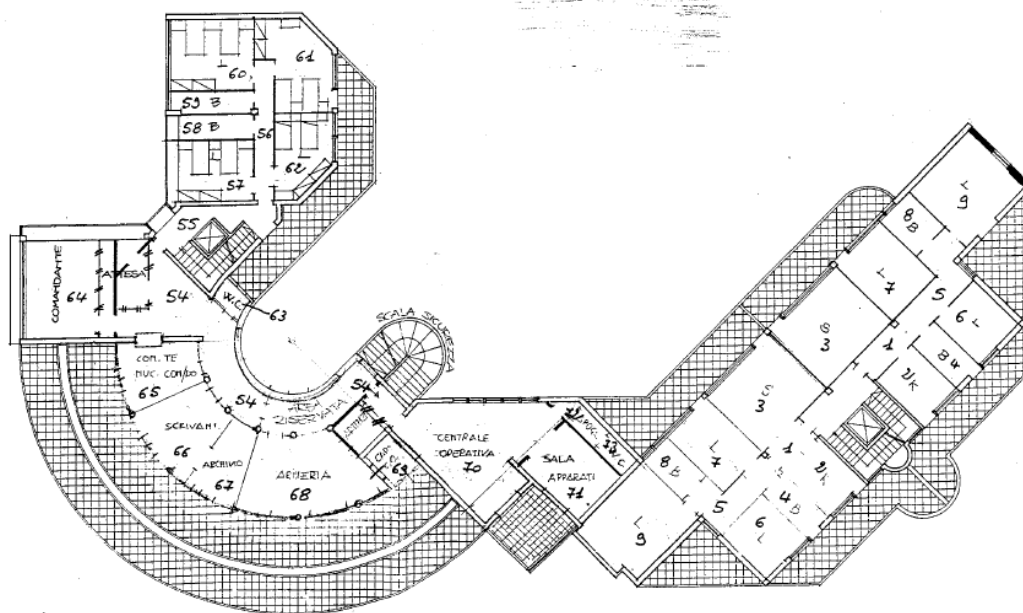 60
61
59 B
58 B
56
57
62
55
COMANDANTE
64
ATTESA
54
W.C.
63
SCALA SICUREZZA
COM.TE
NUC. COM/DO
65
54
AREA
RISERVATA
54
SCRIVANI
66
ARCHIVIO
67
ARMERIA
68
69
CENTRALE
OPERATIVA
70
SALA
APPARATI
71
L
9
8 B
L
7
5
6 L
S
3
1
8 4
2/K
S
3
1
2/K
L
7
8 B
4
B
5
6
L
L
9